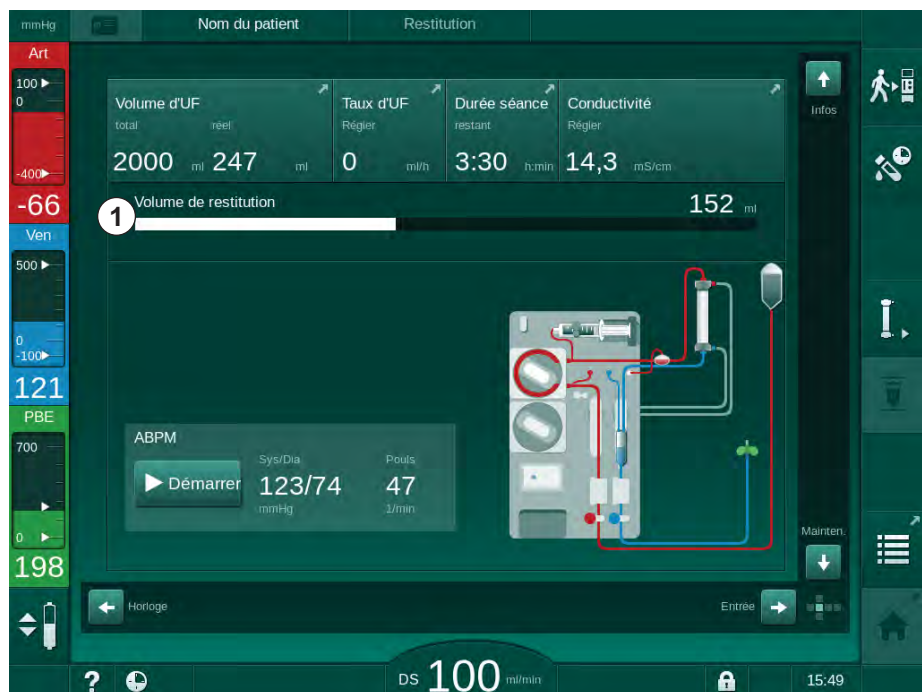 mmHg
Nom du patient
Restitution
Art
100
0
-400
-66
Ven
500
0
-100
121
PBE
700
0
198
Volume d'UF
total réel
2000 ml 247 ml
Taux d'UF
Régler
0 ml/h
Durée séance
restant
3:30 h:min
Conductivité
Régler
14,3 mS/cm
Infos
1
Volume de restitution
152 ml
ABPM
Démarrer
Sys/Dia
123/74
mmHg
Pouls
47
1/min
Mainten.
Horloge
Entrée
?
DS 100 ml/min
15:49